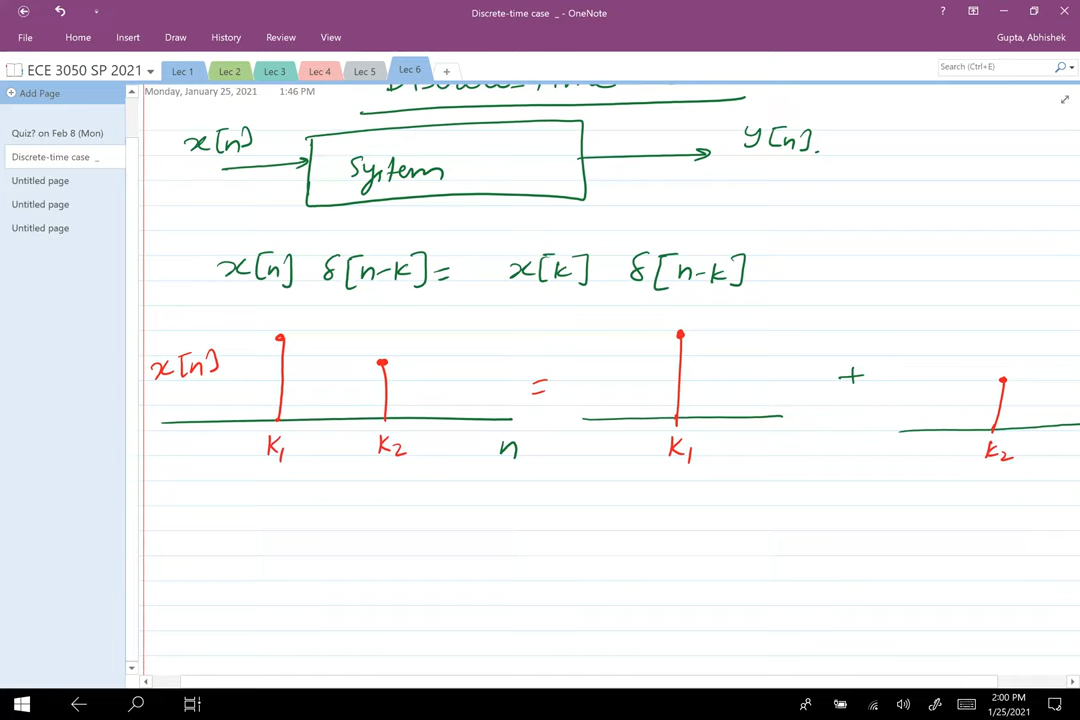 Discrete-time case _ - OneNote
File Home Insert Draw History Review View Gupta, Abhishek
ECE 3050 SP 2021 Lec 1 Lec 2 Lec 3 Lec 4 Lec 5 Lec 6 + Search (Ctrl+E)
Add Page
Monday, January 25, 2021 1:46 PM
Quiz? on Feb 8 (Mon)
Discrete-time case _
Untitled page
Untitled page
Untitled page
x[n] System y[n].
x[n] δ[n-k] = x[k] δ[n-k]
x[n] = +
K₁ K₂ n K₁ K₂
2:00 PM
1/25/2021